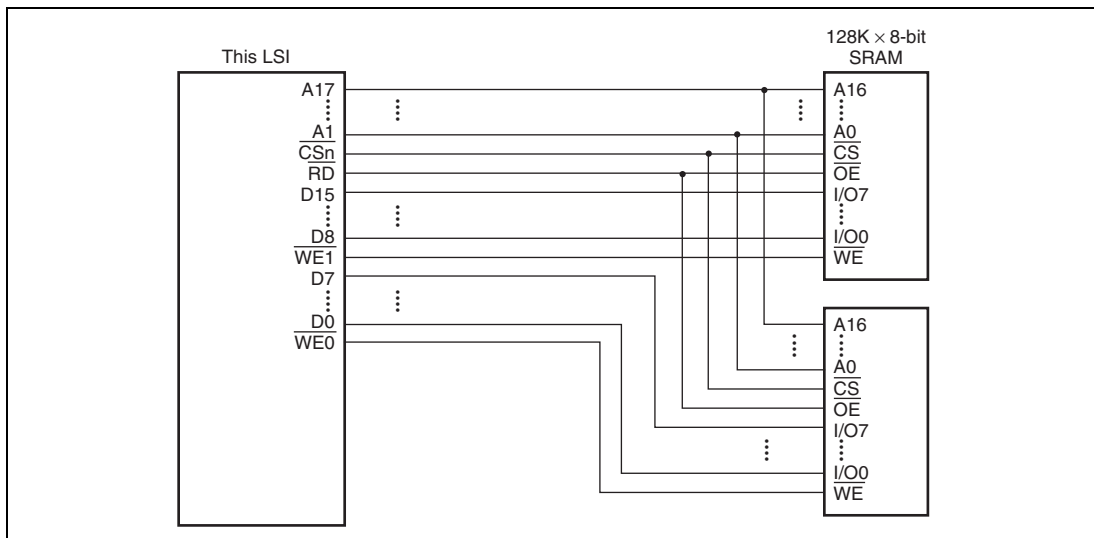 This LSI
A17
A1
CSn
RD
D15
D8
WE1
D7
D0
WE0
128K × 8-bit
SRAM
A16
A0
CS
OE
I/O7
I/O0
WE
A16
A0
CS
OE
I/O7
I/O0
WE